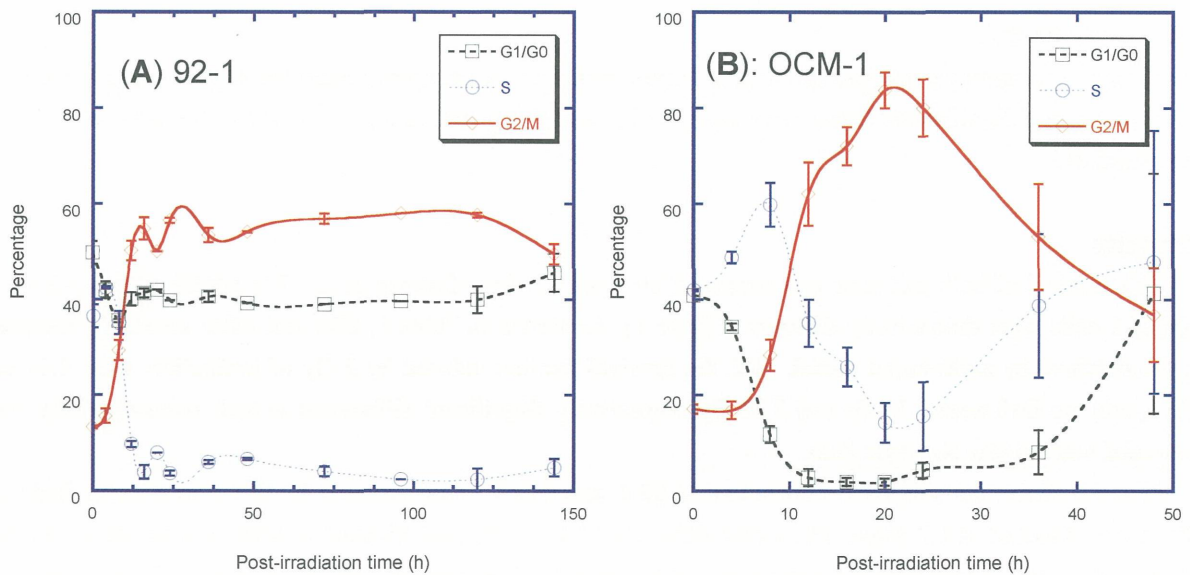 100
80
60
40
20
0
Percentage
(A) 92-1
G1/G0
S
G2/M
0
50
100
150
Post-irradiation time (h)
100
80
60
40
20
0
Percentage
(B): OCM-1
G1/G0
S
G2/M
0
10
20
30
40
50
Post-irradiation time (h)